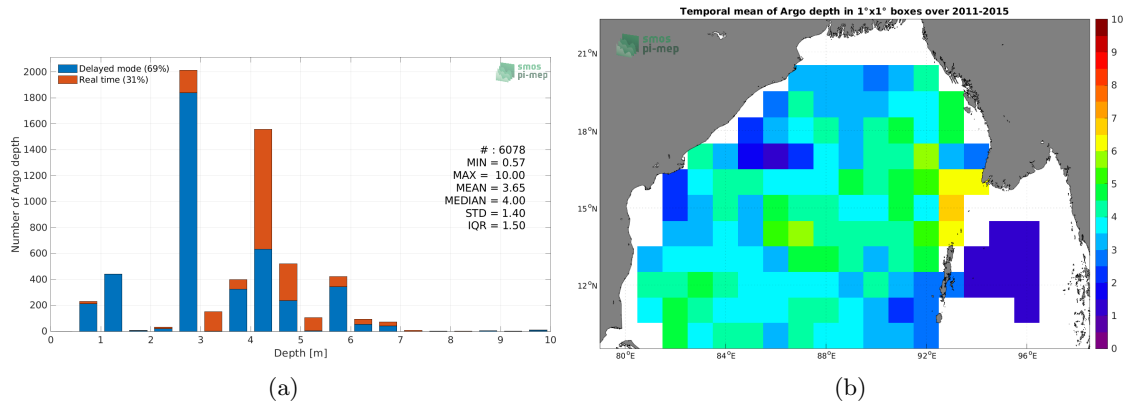 smos
pi-mep
Delayed mode (69%)
Real time (31%)
2000
1800
1600
1400
1200
1000
800
600
400
200
0
Number of Argo depth
# : 6078
MIN = 0.57
MAX = 10.00
MEAN = 3.65
MEDIAN = 4.00
STD = 1.40
IQR = 1.50
0 1 2 3 4 5 6 7 8 9 10
Depth [m]
(a)
Temporal mean of Argo depth in 1°x1° boxes over 2011-2015
smos
pi-mep
21°N
18°N
15°N
12°N
80°E 84°E 88°E 92°E 96°E
10
9
8
7
6
5
4
3
2
1
0
(b)